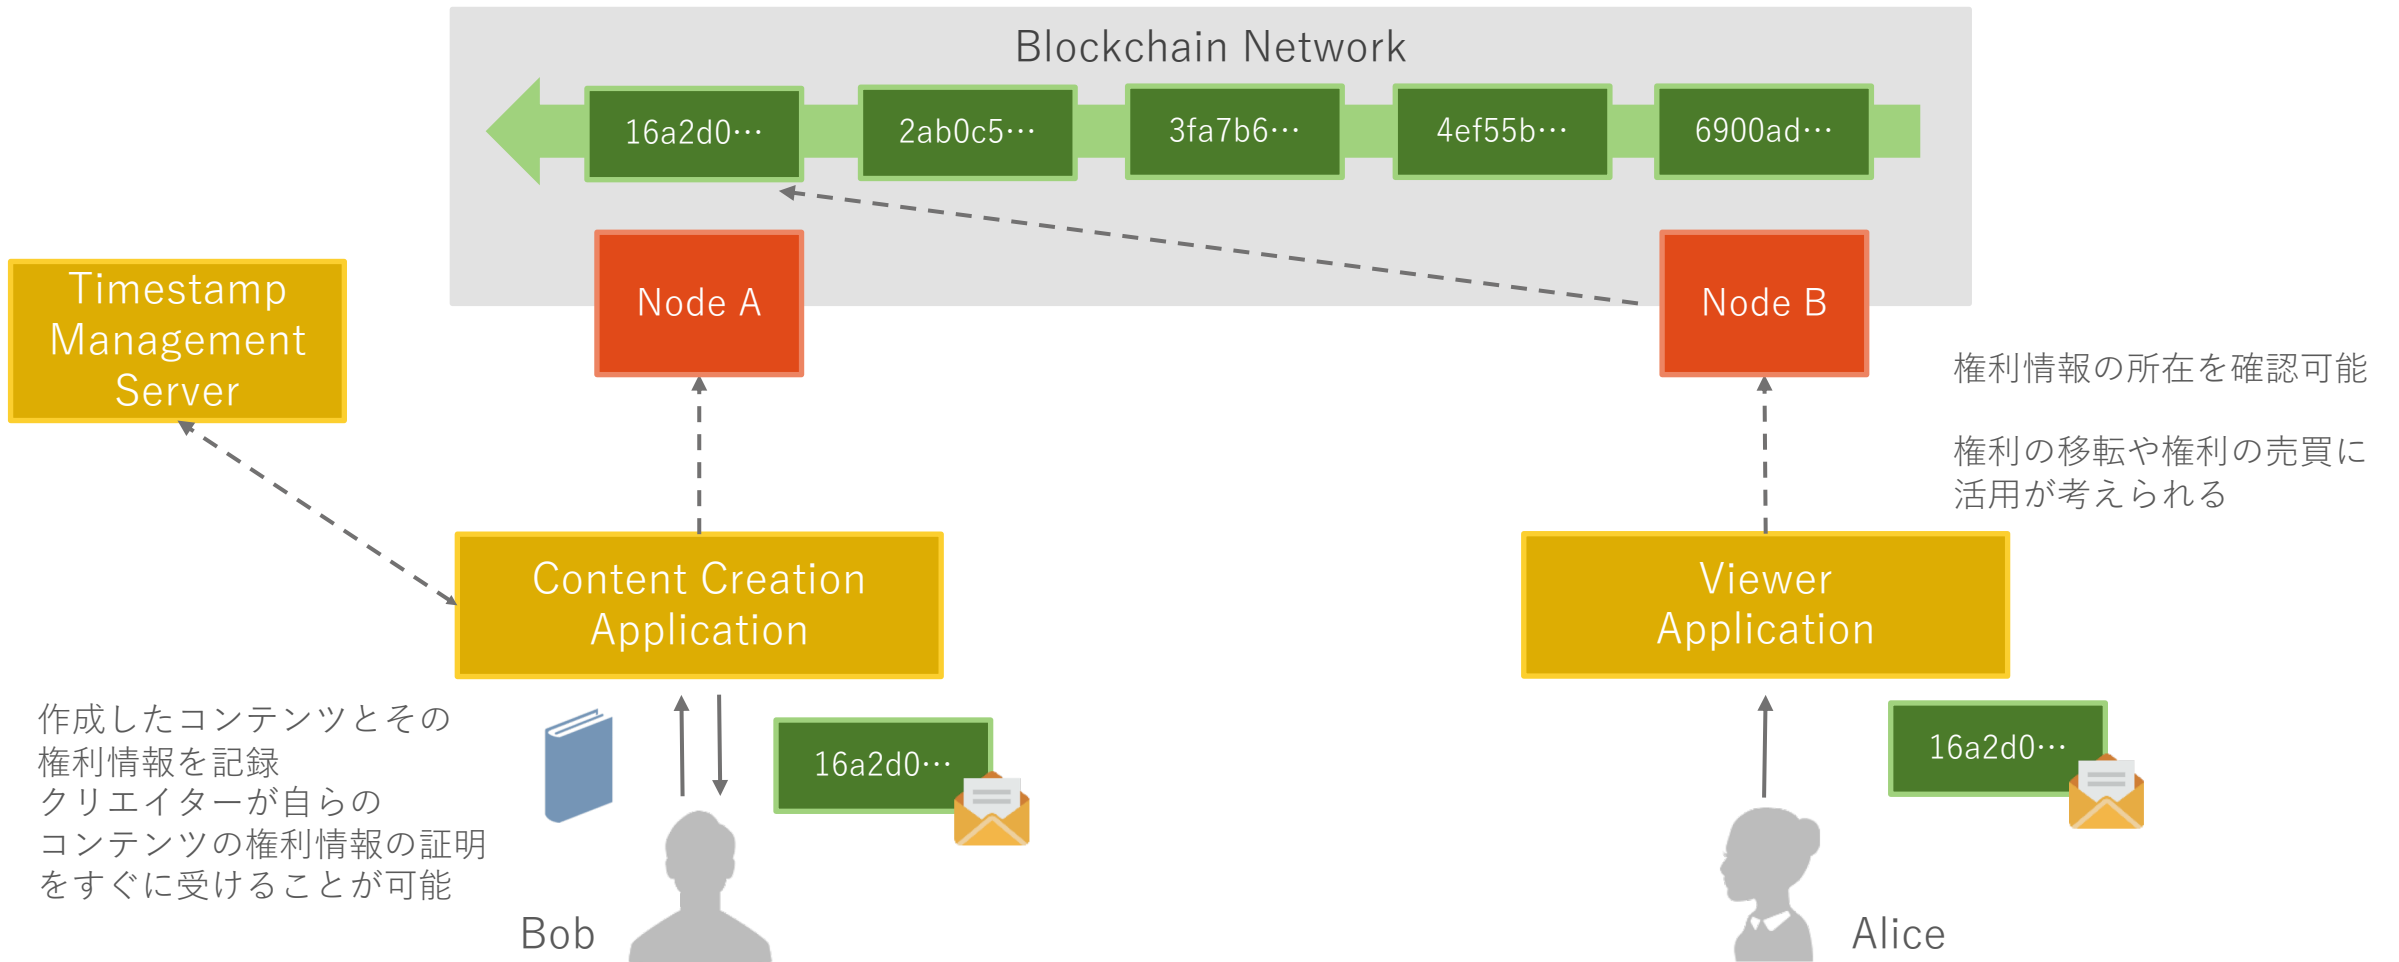 Blockchain Network
16a2d0…
2ab0c5…
3fa7b6…
4ef55b…
6900ad…
Timestamp
Management
Server
Node A
Node B
権利情報の所在を確認可能
権利の移転や権利の売買に
活用が考えられる
Content Creation
Application
Viewer
Application
作成したコンテンツとその
権利情報を記録
クリエイターが自らの
コンテンツの権利情報の証明
をすぐに受けることが可能
16a2d0…
16a2d0…
Bob
Alice